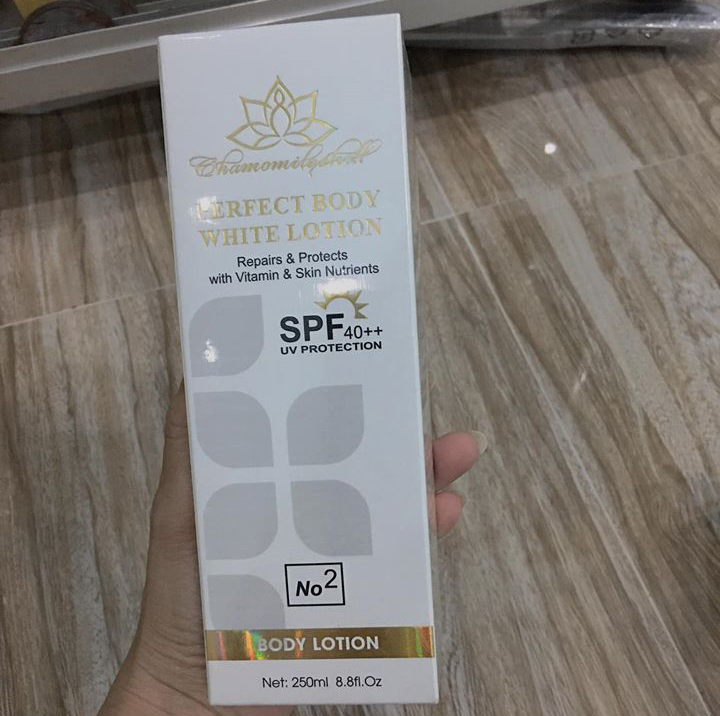 PERFECT BODY
WHITE LOTION
Repairs & Protects
with Vitamin & Skin Nutrients
SPF40++
UV PROTECTION
No2
BODY LOTION
Net: 250ml 8.8fl.Oz